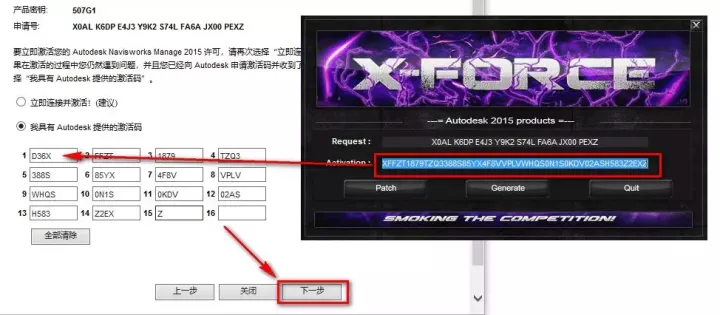 产品密钥: 507G1
申请号: X0AL K6DP E4J3 Y9K2 S74L FA6A JX00 PEXZ
要立即激活您的 Autodesk Navisworks Manage 2015 许可，请再次选择“立即连
果在激活的过程中您仍然遇到问题，并且您已经向 Autodesk 申请激活码并收到了
择“我具有 Autodesk 提供的激活码”。
立即连接并激活! (建议)
我具有 Autodesk 提供的激活码
1 D36X 2 FFZT 3 1879 4 TZQ3
5 388S 6 85YX 7 4F8V 8 VPLV
9 WHQS 10 0N1S 11 0KDV 12 02AS
13 H583 14 Z2EX 15 Z 16
全部清除
上一步 关闭 下一步
X-FORCE
---= Autodesk 2015 products =---
Request : X0AL K6DP E4J3 Y9K2 S74L FA6A JX00 PEXZ
Activation : XFFZT1879TZQ3388S85YX4F8VVPLVWHQS0N1S0KDV02ASH583Z2EXZ
Patch Generate Quit
SMOKING THE COMPETITION!